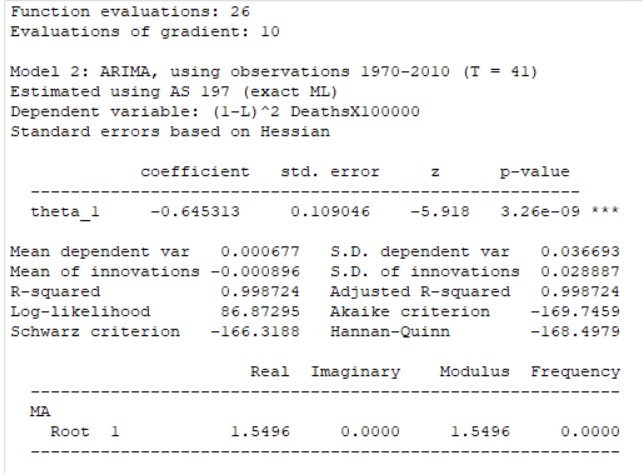 Function evaluations: 26
Evaluations of gradient: 10
Model 2: ARIMA, using observations 1970-2010 (T = 41)
Estimated using AS 197 (exact ML)
Dependent variable: (1-L)^2 DeathsX100000
Standard errors based on Hessian
coefficient std. error z p-value
---------------------------------------------------------
theta_1 -0.645313 0.109046 -5.918 3.26e-09 ***
Mean dependent var 0.000677 S.D. dependent var 0.036693
Mean of innovations -0.000896 S.D. of innovations 0.028887
R-squared 0.998724 Adjusted R-squared 0.998724
Log-likelihood 86.87295 Akaike criterion -169.7459
Schwarz criterion -166.3188 Hannan-Quinn -168.4979
Real Imaginary Modulus Frequency
-----------------------------------------------------------
MA
Root 1 1.5496 0.0000 1.5496 0.0000
-----------------------------------------------------------